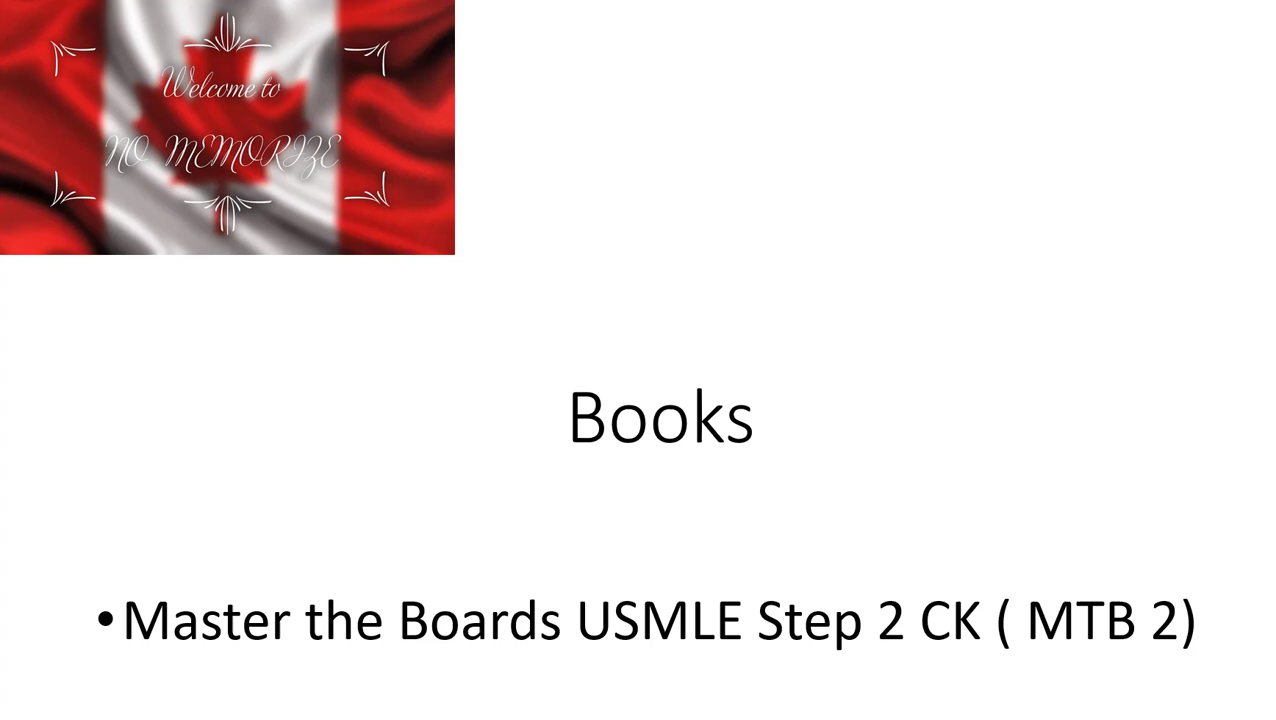 Welcome to
NO MEMORIZE
Books
• Master the Boards USMLE Step 2 CK ( MTB 2)